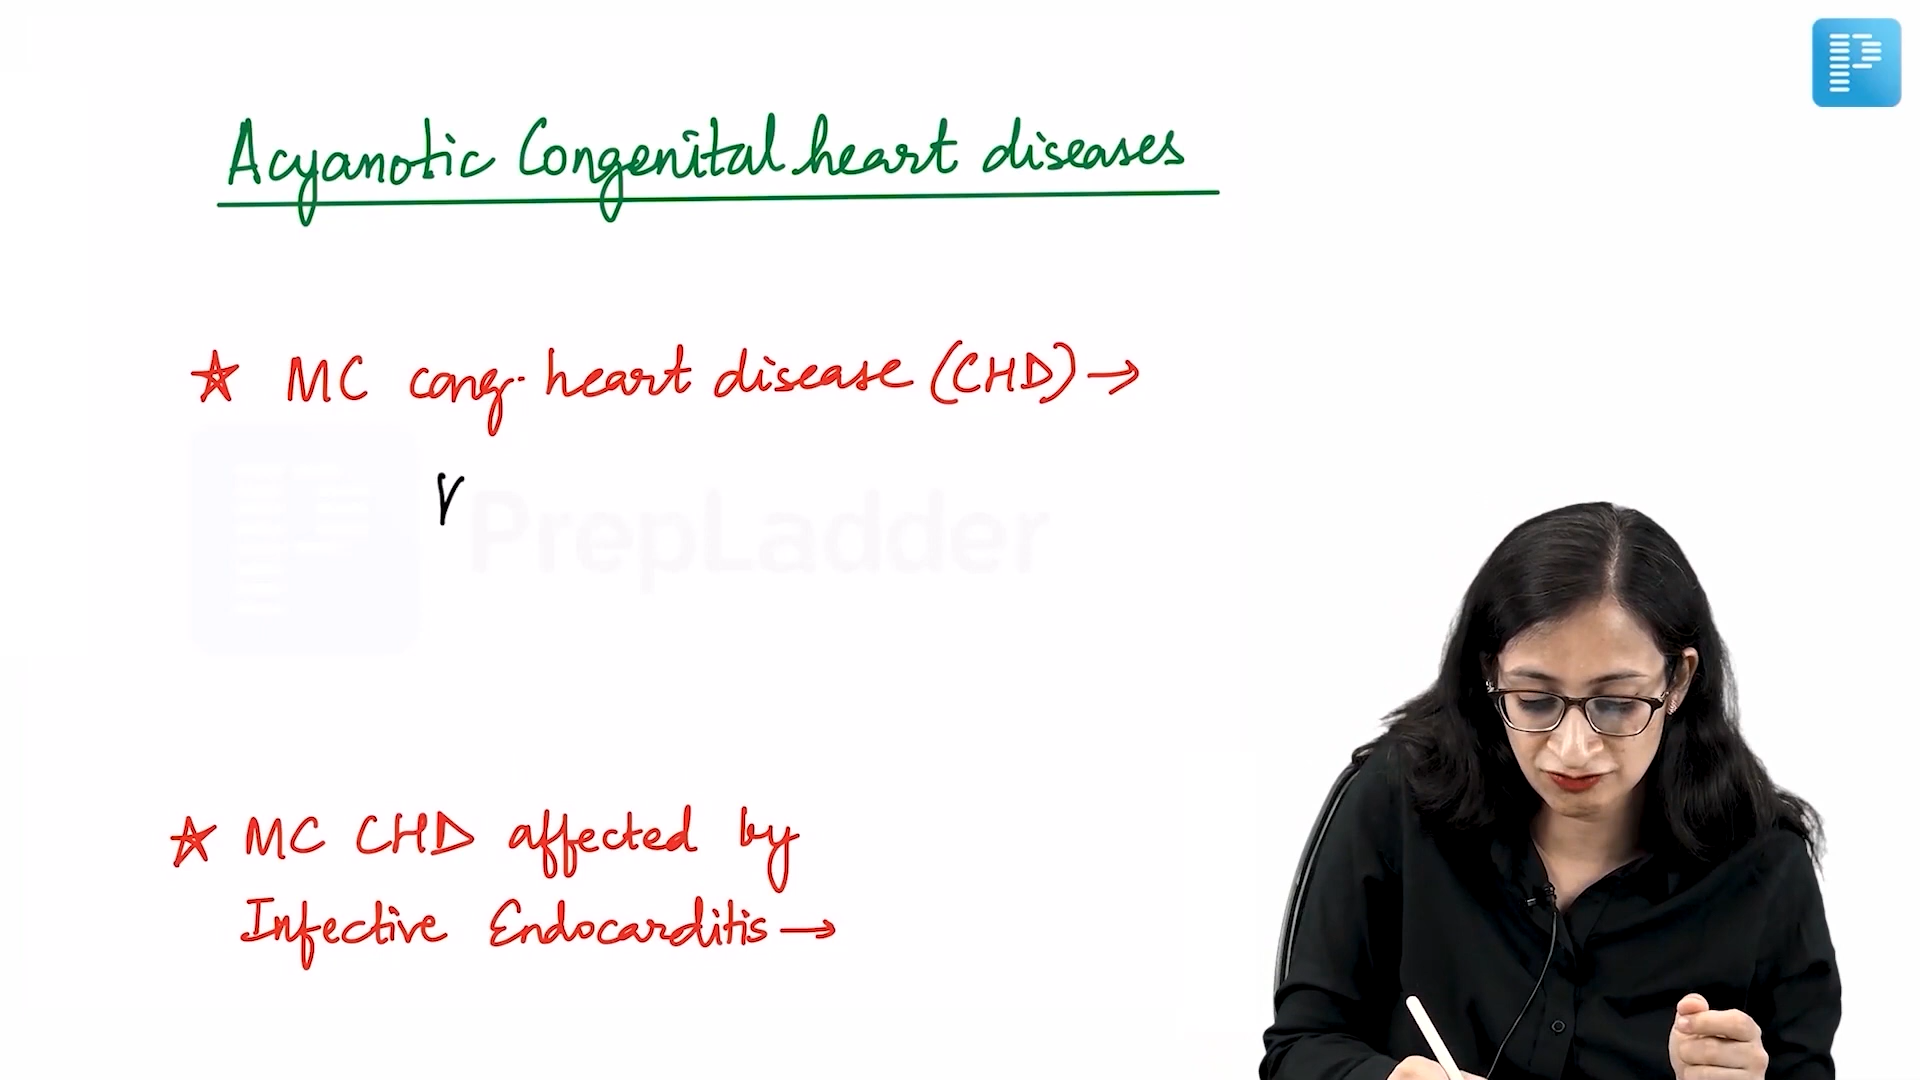 Acyanotic Congenital heart diseases
☆ MC cong. heart disease (CHD) →
V
PrepLadder
☆ MC CHD affected by
Infective Endocarditis →